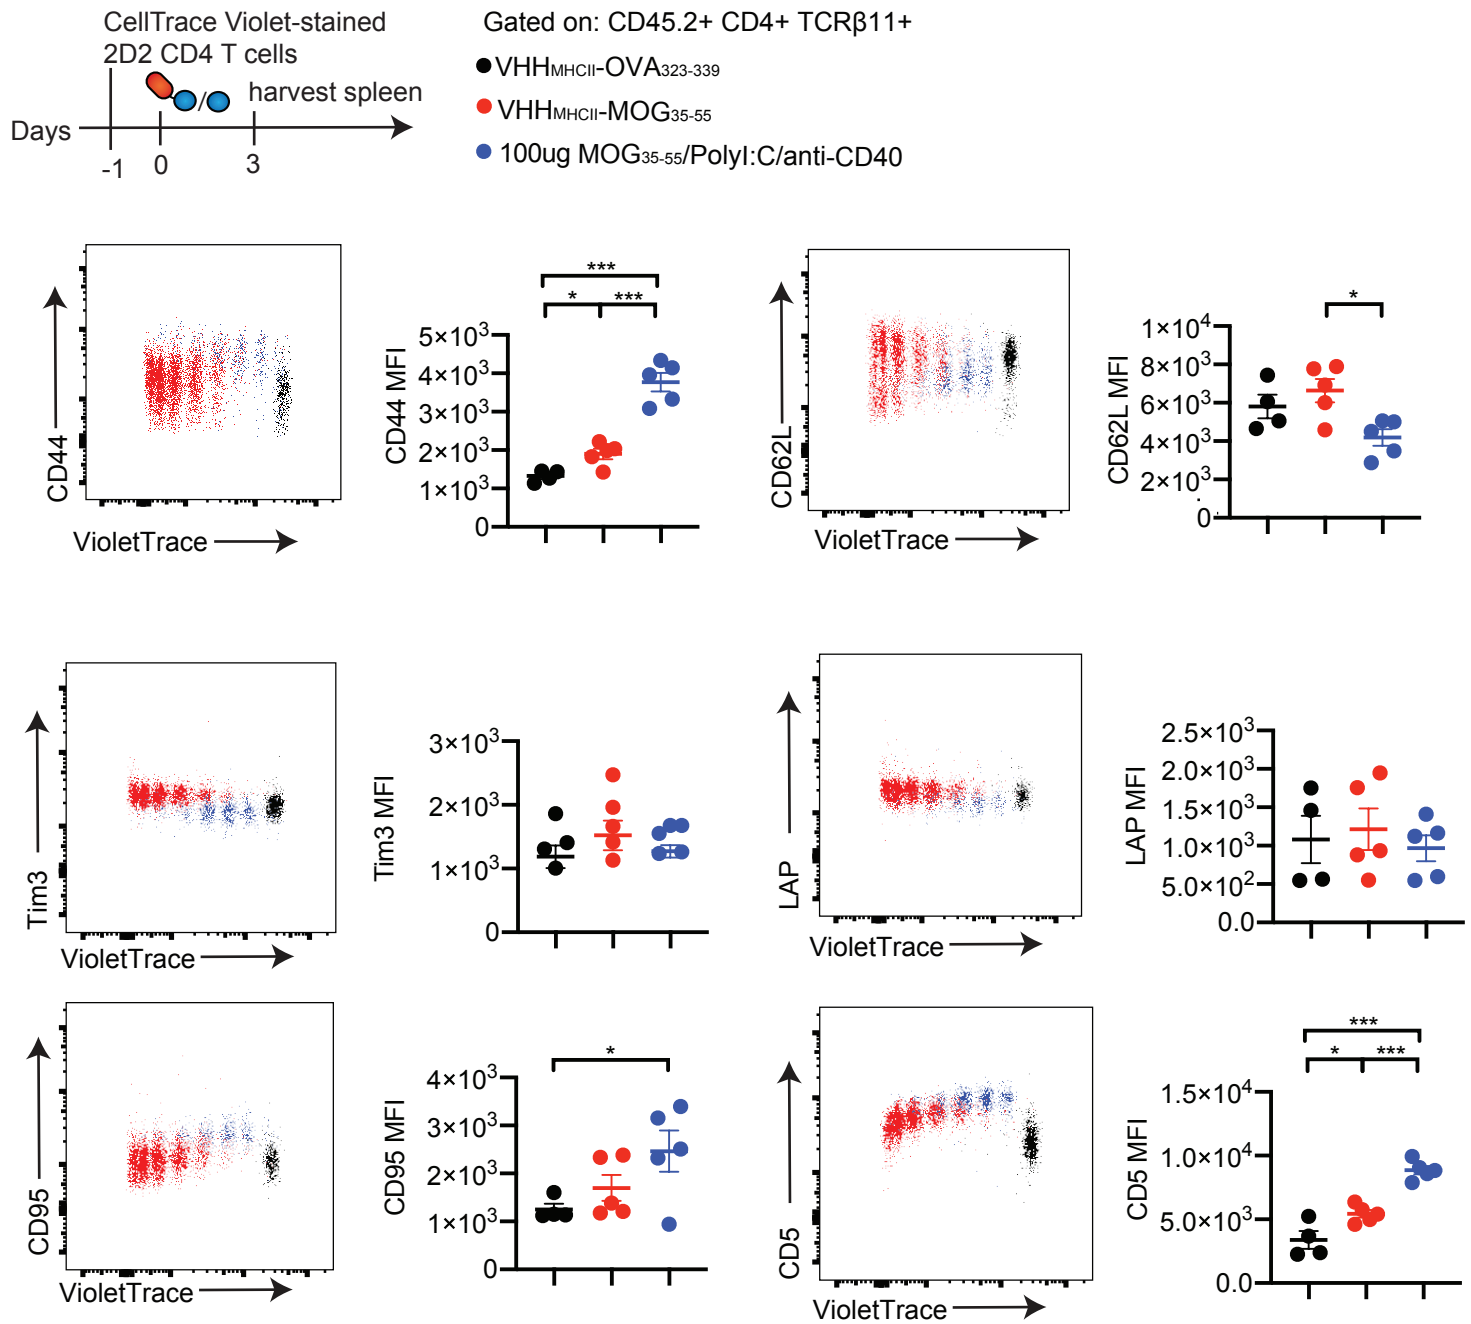 CellTrace Violet-stained
2D2 CD4 T cells
/
harvest spleen
Days
-1
0
3
Gated on: CD45.2+ CD4+ TCRβ11+
VHHMHCII-OVA323-339
VHHMHCII-MOG35-55
100ug MOG35-55/PolyI:C/anti-CD40
CD44
VioletTrace
***
* ***
CD44 MFI
5×10³
4×10³
3×10³
2×10³
1×10³
0
CD62L
VioletTrace
*
CD62L MFI
1×10⁴
8×10³
6×10³
4×10³
2×10³
0
Tim3
VioletTrace
Tim3 MFI
3×10³
2×10³
1×10³
0
LAP
VioletTrace
LAP MFI
2.5×10³
2.0×10³
1.5×10³
1.0×10³
5.0×10²
0.0
CD95
VioletTrace
*
CD95 MFI
4×10³
3×10³
2×10³
1×10³
0
CD5
VioletTrace
***
* ***
CD5 MFI
1.5×10⁴
1.0×10⁴
5.0×10³
0.0